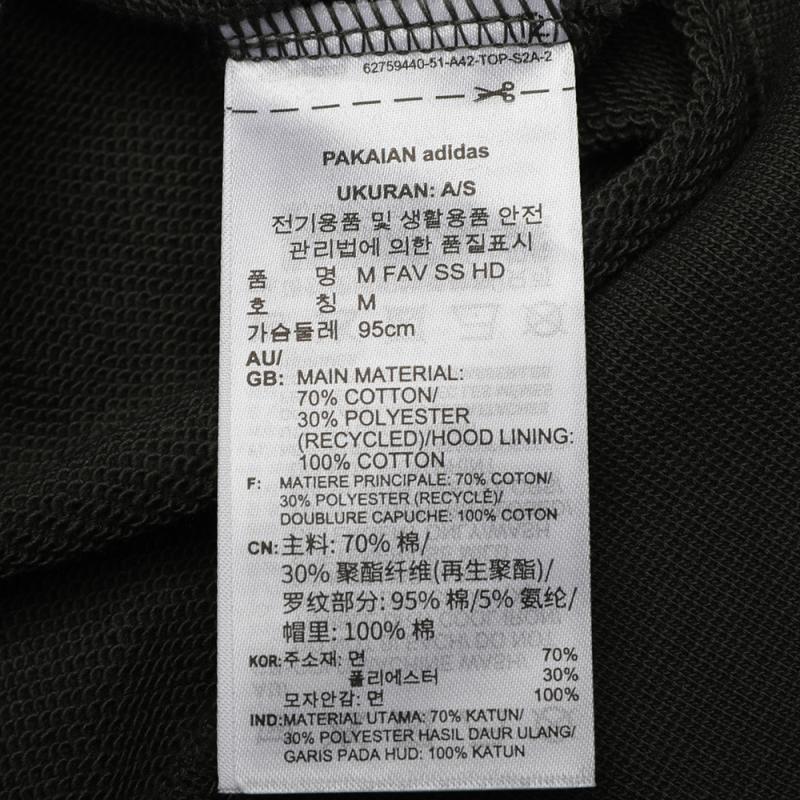 62759440-51-A42-TOP-S2A-2
PAKAIAN adidas
UKURAN: A/S
전기용품 및 생활용품 안전
관리법에 의한 품질표시
품 명 M FAV SS HD
호 칭 M
가슴둘레 95cm
AU/
GB: MAIN MATERIAL:
70% COTTON/
30% POLYESTER
(RECYCLED)/HOOD LINING:
100% COTTON
F: MATIERE PRINCIPALE: 70% COTON/
30% POLYESTER (RECYCLÉ)/
DOUBLURE CAPUCHE: 100% COTON
CN: 主料: 70% 棉/
30% 聚酯纤维(再生聚酯)/
罗纹部分: 95% 棉/5% 氨纶/
帽里: 100% 棉
KOR: 주소재: 면 70%
폴리에스터 30%
모자안감: 면 100%
IND: MATERIAL UTAMA: 70% KATUN/
30% POLYESTER HASIL DAUR ULANG/
GARIS PADA HUD: 100% KATUN